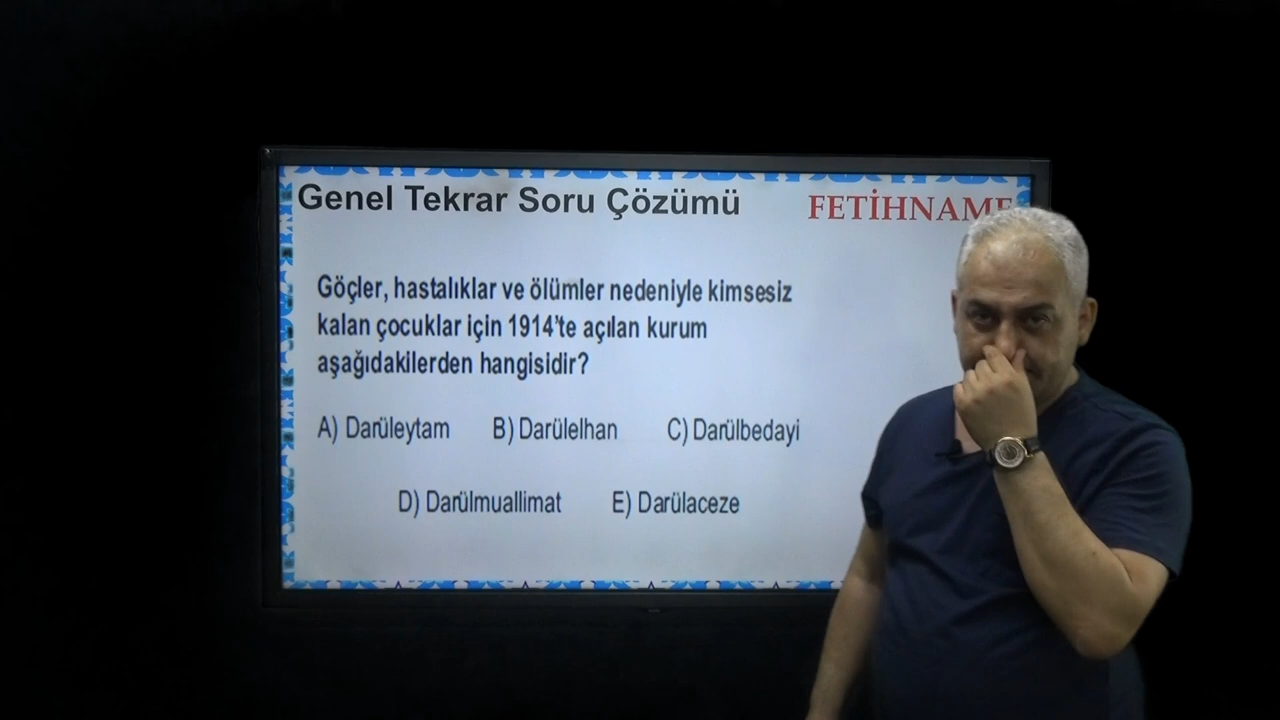 Genel Tekrar Soru Çözümü
FETİHNAME
Göçler, hastalıklar ve ölümler nedeniyle kimsesiz
kalan çocuklar için 1914’te açılan kurum
aşağıdakilerden hangisidir?
A) Darüleytam B) Darülelhan C) Darülbedayi
D) Darülmuallimat E) Darülaceze